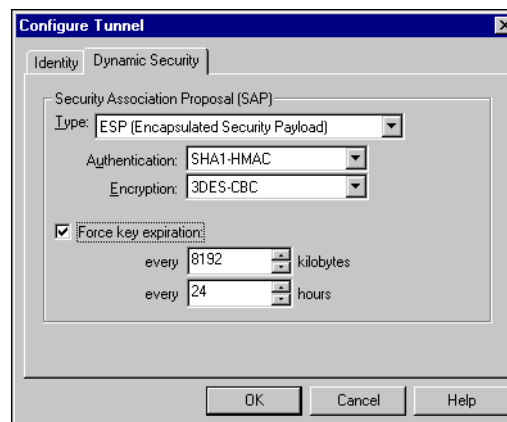 Configure Tunnel
Identity Dynamic Security
Security Association Proposal (SAP)
Type: ESP (Encapsulated Security Payload)
Authentication: SHA1-HMAC
Encryption: 3DES-CBC
Force key expiration:
every 8192 kilobytes
every 24 hours
OK Cancel Help